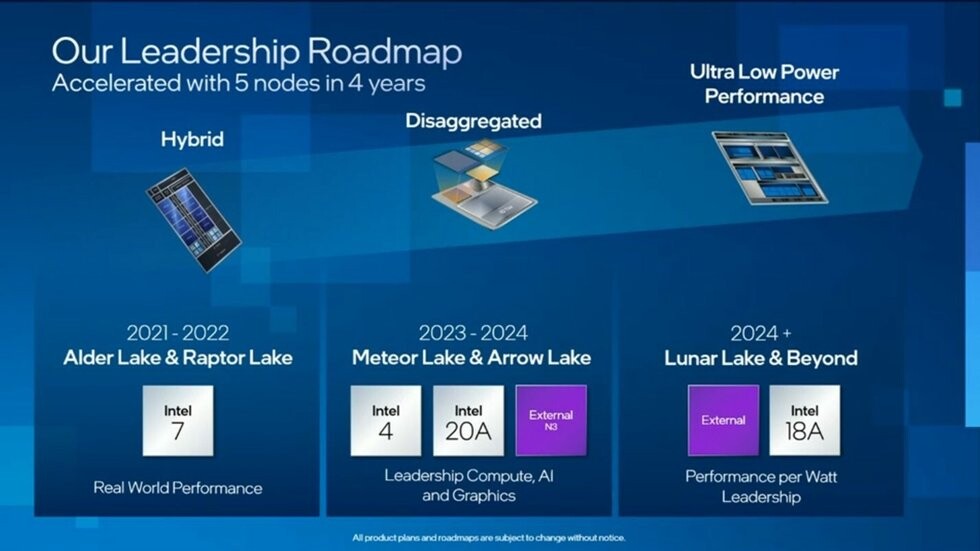 Our Leadership Roadmap
Accelerated with 5 nodes in 4 years
Hybrid
Disaggregated
Ultra Low Power
Performance
2021 - 2022
Alder Lake & Raptor Lake
Intel
7
Real World Performance
2023 - 2024
Meteor Lake & Arrow Lake
Intel
4
Intel
20A
External
N3
Leadership Compute, AI
and Graphics
2024 +
Lunar Lake & Beyond
External
Intel
18A
Performance per Watt
Leadership
All product plans and roadmaps are subject to change without notice.